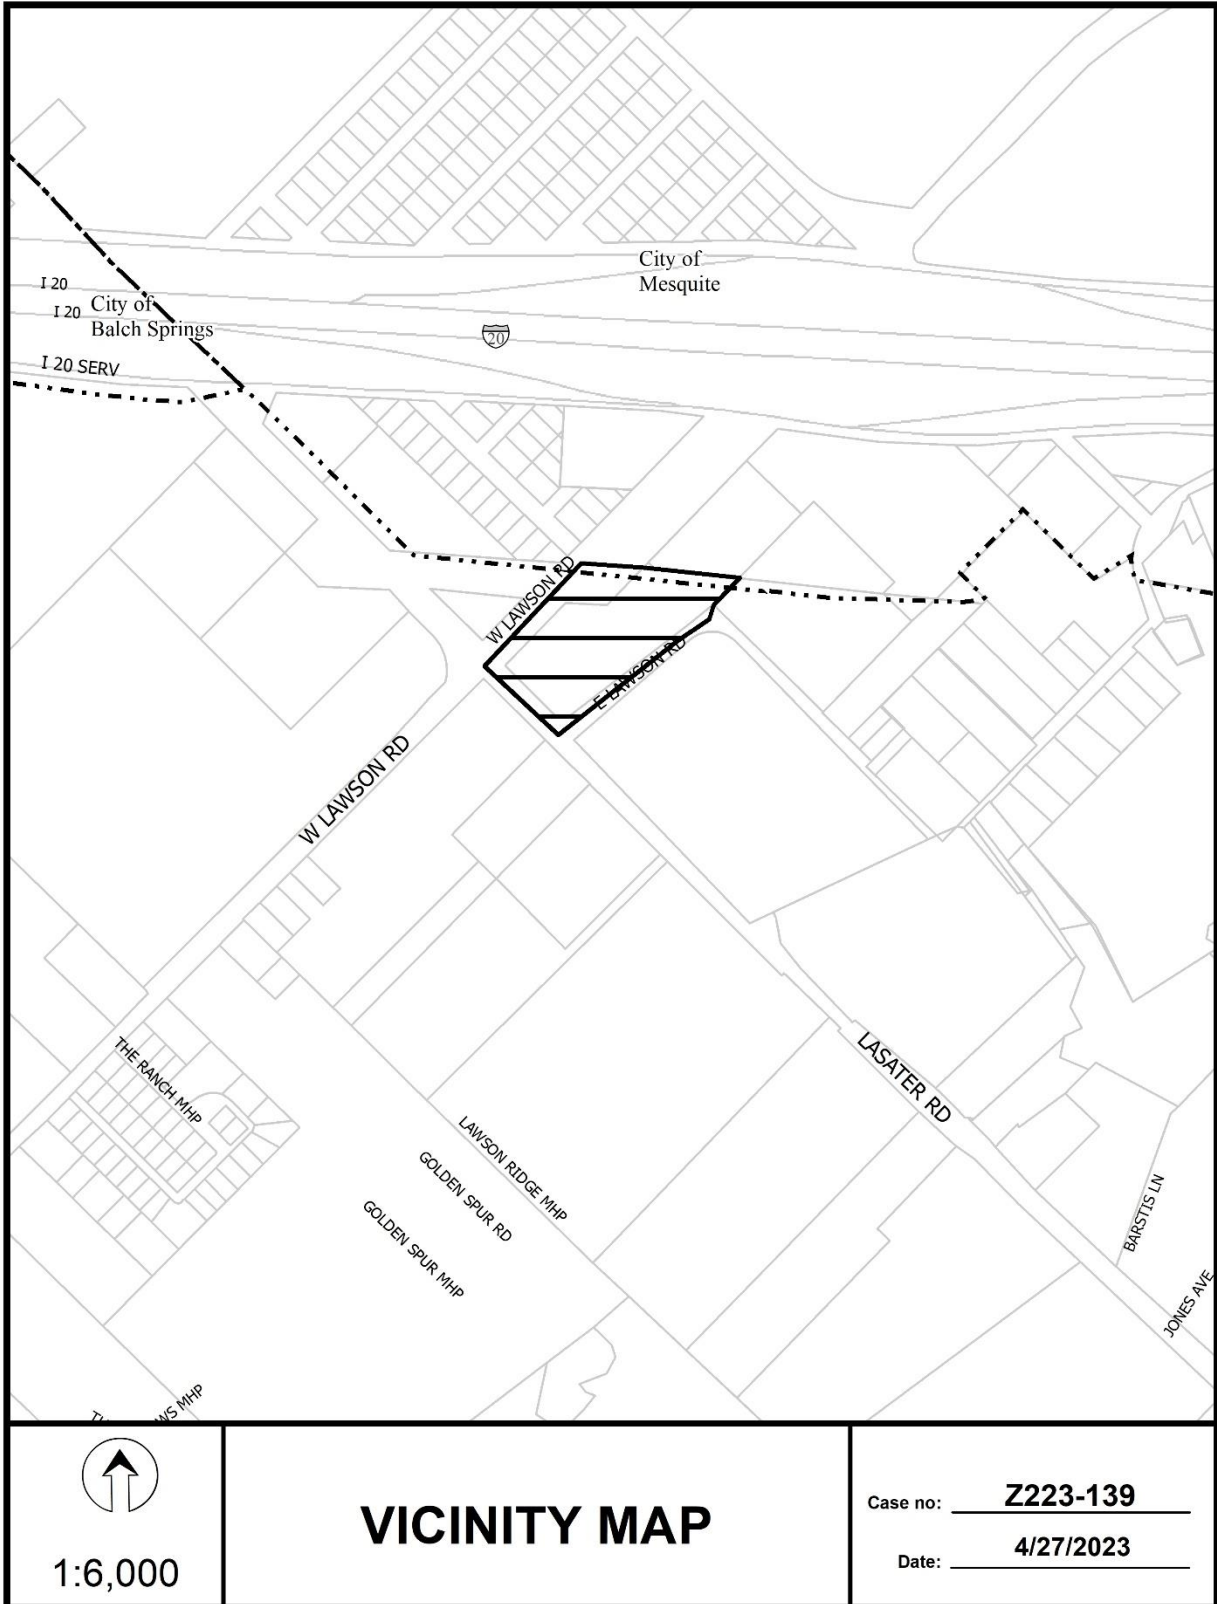 City of
Mesquite
I 20
City of
I 20
Balch Springs
20
I 20 SERV
W LAWSON RD
E LAWSON RD
W LAWSON RD
THE RANCH MHP
LASATER RD
LAWSON RIDGE MHP
GOLDEN SPUR RD
GOLDEN SPUR MHP
BARSTIS LN
JONES AVE
WS MHP
1:6,000
VICINITY MAP
Case no: Z223-139
Date: 4/27/2023